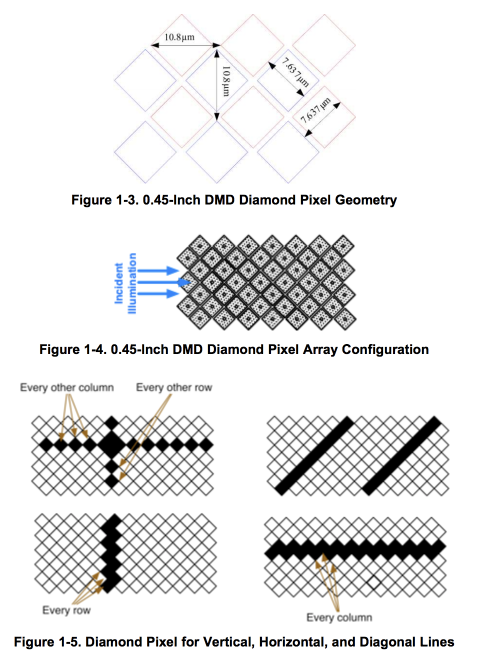 10.8µm
10.8µm
7.637µm
7.637µm
Figure 1-3. 0.45-Inch DMD Diamond Pixel Geometry
Incident
Illumination
Figure 1-4. 0.45-Inch DMD Diamond Pixel Array Configuration
Every other column
Every other row
Every row
Every column
Figure 1-5. Diamond Pixel for Vertical, Horizontal, and Diagonal Lines